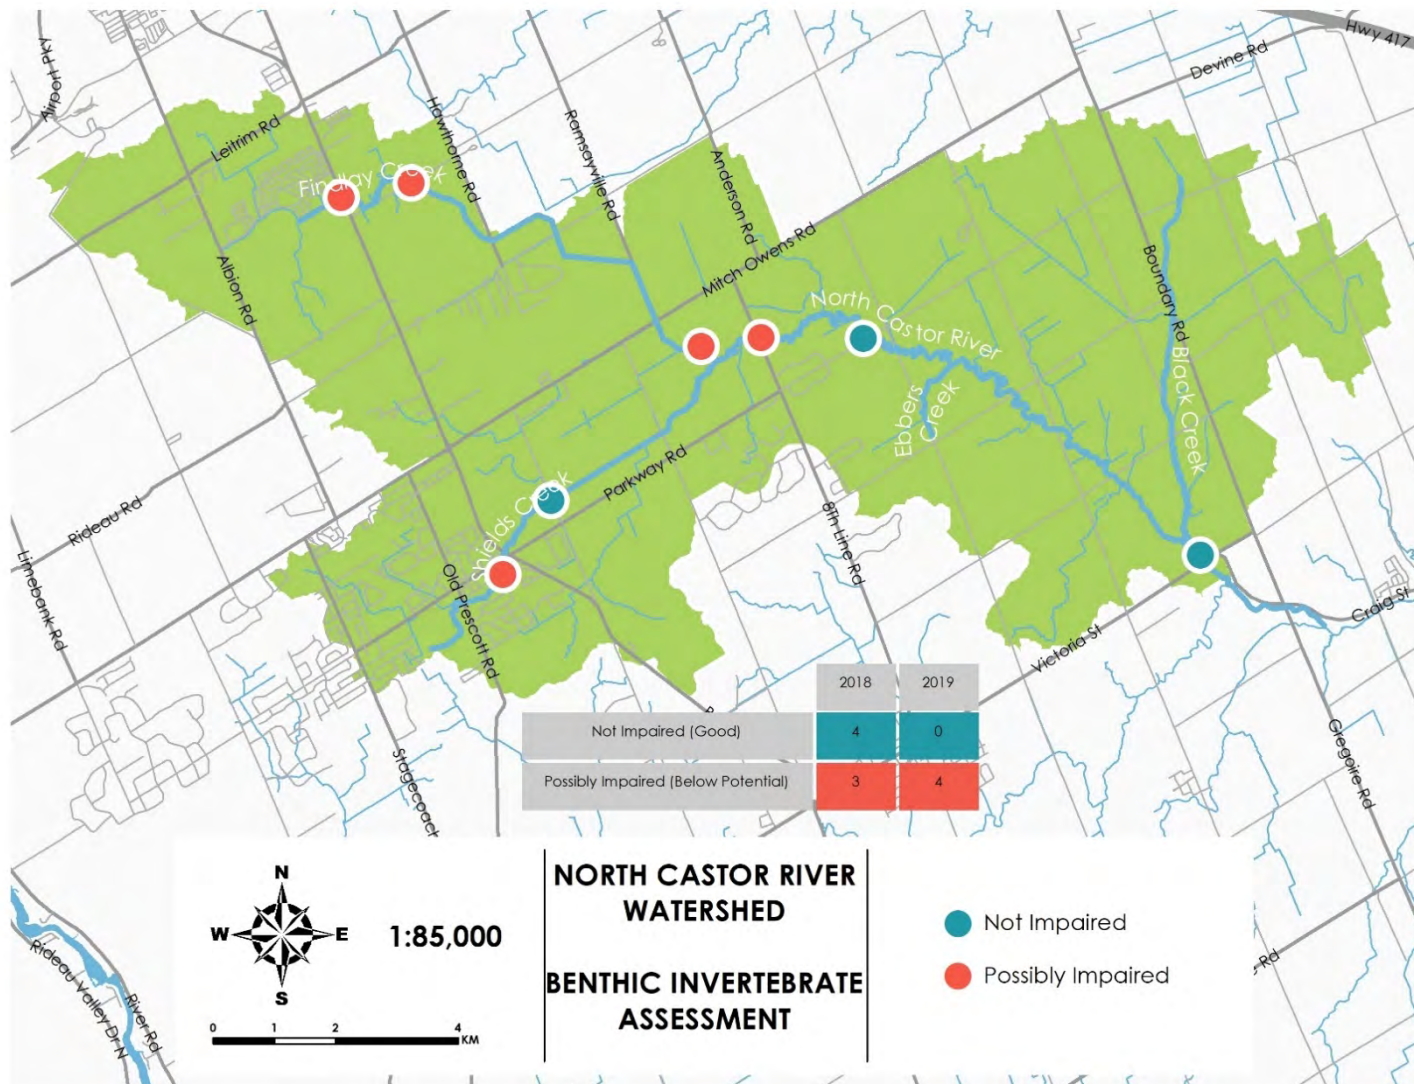 Hwy 417
Devine Rd
Airport Pky
Leitrim Rd
Hawthorne Rd
Ramsayville Rd
Anderson Rd
Findlay Creek
Mitch Owens Rd
Albion Rd
Boundary Rd
North Castor River
Black Creek
Ebbers
Creek
Parkway Rd
Shields Creek
Rideau Rd
Limebank Rd
Old Prescott Rd
8Th Line Rd
Craig St
Victoria St
Gregoire Rd
Stagecoach
2018 2019
Not Impaired (Good) 4 0
Possibly Impaired (Below Potential) 3 4
N
W E
S
1:85,000
0 1 2 4
KM
NORTH CASTOR RIVER
WATERSHED
BENTHIC INVERTEBRATE
ASSESSMENT
Not Impaired
Possibly Impaired
Rideau Valley Dr N
River Rd
Rd